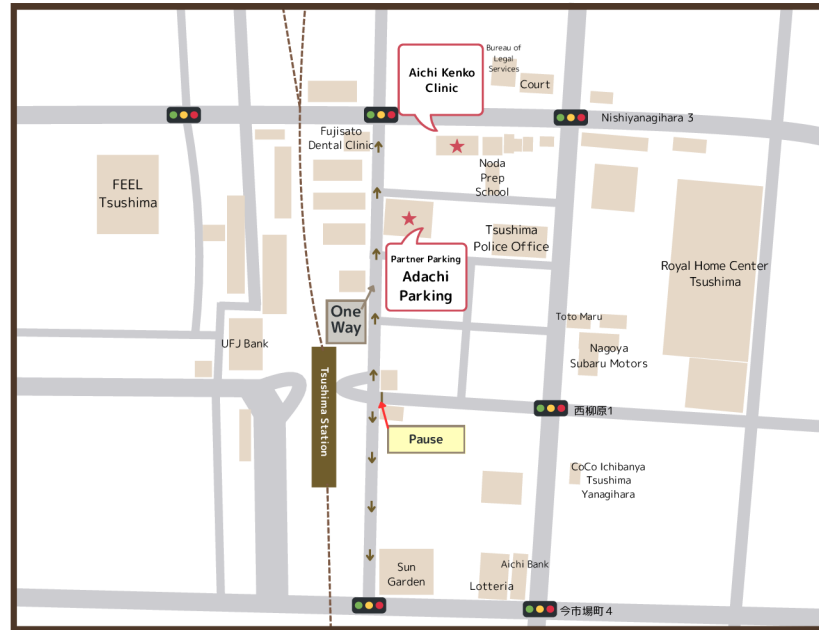 Bureau of
Legal
Services
Court
Aichi Kenko
Clinic
Nishiyanagihara 3
Fujisato
Dental Clinic
Noda
Prep
School
FEEL
Tsushima
Tsushima
Police Office
Partner Parking
Adachi
Parking
Royal Home Center
Tsushima
One
Way
Toto Maru
UFJ Bank
Nagoya
Subaru Motors
Tsushima Station
西柳原1
Pause
CoCo Ichibanya
Tsushima
Yanagihara
Sun
Garden
Aichi Bank
Lotteria
今市場町4